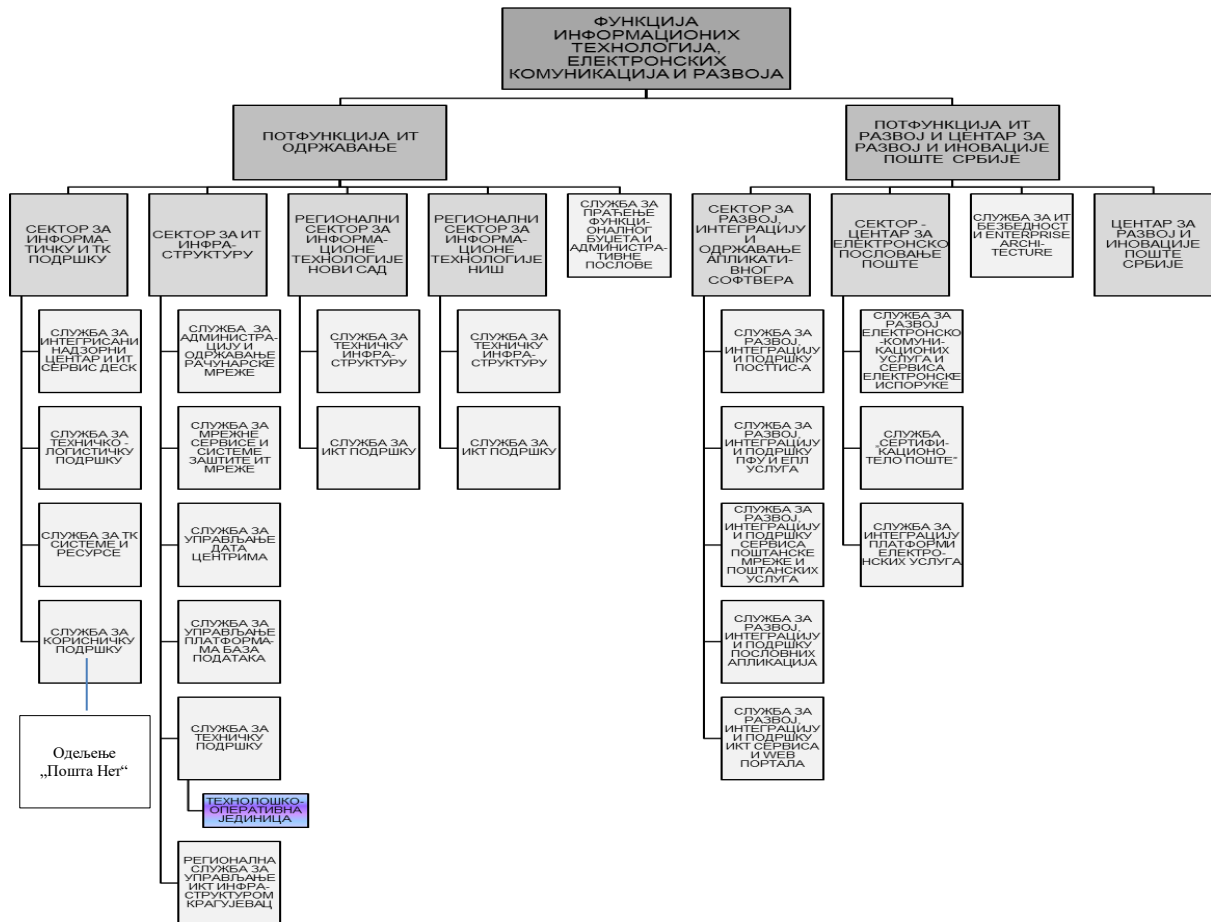 ФУНКЦИЈА
ИНФОРМАЦИОНИХ
ТЕХНОЛОГИЈА,
ЕЛЕКТРОНСКИХ
КОМУНИКАЦИЈА И РАЗВОЈА
ПОТФУНКЦИЈА ИТ
ОДРЖАВАЊЕ
ПОТФУНКЦИЈА ИТ
РАЗВОЈ И ЦЕНТАР ЗА
РАЗВОЈ И ИНОВАЦИЈЕ
ПОШТЕ СРБИЈЕ
СЕКТОР ЗА
ИНФОРМА-
ТИЧКУ И ТК
ПОДРШКУ
СЕКТОР ЗА ИТ
ИНФРА-
СТРУКТУРУ
РЕГИОНАЛНИ
СЕКТОР ЗА
ИНФОРМА-
ЦИОНЕ
ТЕХНОЛОГИЈЕ
НОВИ САД
РЕГИОНАЛНИ
СЕКТОР ЗА
ИНФОРМА-
ЦИОНЕ
ТЕХНОЛОГИЈЕ
НИШ
СЛУЖБА ЗА
ПРАЋЕЊЕ
ФУНКЦИ-
ОНАЛНОГ
БУЏЕТА И
АДМИНИСТРА-
ТИВНЕ
ПОСЛОВЕ
СЕКТОР ЗА
РАЗВОЈ,
ИНТЕГРАЦИЈУ
И
ОДРЖАВАЊЕ
АПЛИКАТИ-
ВНОГ
СОФТВЕРА
СЕКТОР -
ЦЕНТАР ЗА
ЕЛЕКТРОНСКО
ПОСЛОВАЊЕ
ПОШТЕ
СЛУЖБА ЗА ИТ
БЕЗБЕДНОСТ
И ENTERPRISE
ARCHI-
TECTURE
ЦЕНТАР ЗА
РАЗВОЈ И
ИНОВАЦИЈЕ
ПОШТЕ
СРБИЈЕ
СЛУЖБА ЗА
ИНТЕГРИСАНИ
НАДЗОРНИ
ЦЕНТАР И ИТ
СЕРВИС ДЕСК
СЛУЖБА ЗА
АДМИНИСТРА-
ЦИЈУ И
ОДРЖАВАЊЕ
РАЧУНАРСКЕ
МРЕЖЕ
СЛУЖБА ЗА
ТЕХНИЧКУ
ИНФРА-
СТРУКТУРУ
СЛУЖБА ЗА
ТЕХНИЧКУ
ИНФРА-
СТРУКТУРУ
СЛУЖБА ЗА
РАЗВОЈ,
ИНТЕГРАЦИЈУ
И ПОДРШКУ
ПОСТТИС-А
СЛУЖБА ЗА
РАЗВОЈ
ЕЛЕКТРОНСКО
-КОМУНИ-
КАЦИОНИХ
УСЛУГА И
СЕРВИСА
ЕЛЕКТРОНСКЕ
ИСПОРУКЕ
СЛУЖБА ЗА
ТЕХНИЧКО -
ЛОГИСТИЧКУ
ПОДРШКУ
СЛУЖБА ЗА
МРЕЖНЕ
СЕРВИСЕ И
СИСТЕМЕ
ЗАШТИТЕ ИТ
МРЕЖЕ
СЛУЖБА ЗА
ИКТ ПОДРШКУ
СЛУЖБА ЗА
ИКТ ПОДРШКУ
СЛУЖБА ЗА
РАЗВОЈ,
ИНТЕГРАЦИЈУ
И ПОДРШКУ
ПФУ И ЕПЛ
УСЛУГА
СЛУЖБА
„СЕРТИФИ-
КАЦИОНО
ТЕЛО ПОШТЕ“
СЛУЖБА ЗА ТК
СИСТЕМЕ И
РЕСУРСЕ
СЛУЖБА ЗА
УПРАВЉАЊЕ
ДАТА
ЦЕНТРИМА
СЛУЖБА ЗА
РАЗВОЈ,
ИНТЕГРАЦИЈУ
И ПОДРШКУ
СЕРВИСА
ПОШТАНСКЕ
МРЕЖЕ И
ПОШТАНСКИХ
УСЛУГА
СЛУЖБА ЗА
ИНТЕГРАЦИЈУ
ПЛАТФОРМИ
ЕЛЕКТРО-
НСКИХ УСЛУГА
СЛУЖБА ЗА
КОРИСНИЧКУ
ПОДРШКУ
СЛУЖБА ЗА
УПРАВЉАЊЕ
ПЛАТФОРМА-
МА БАЗА
ПОДАТАКА
СЛУЖБА ЗА
РАЗВОЈ,
ИНТЕГРАЦИЈУ
И ПОДРШКУ
ПОСЛОВНИХ
АПЛИКАЦИЈА
Одељење
„Пошта Нет“
СЛУЖБА ЗА
ТЕХНИЧКУ
ПОДРШКУ
СЛУЖБА ЗА
РАЗВОЈ,
ИНТЕГРАЦИЈУ
И ПОДРШКУ
ИКТ СЕРВИСА
И WEB
ПОРТАЛА
ТЕХНОЛОШКО-
ОПЕРАТИВНА
ЈЕДИНИЦА
РЕГИОНАЛНА
СЛУЖБА ЗА
УПРАВЉАЊЕ
ИКТ ИНФРА-
СТРУКТУРОМ
КРАГУЈЕВАЦ